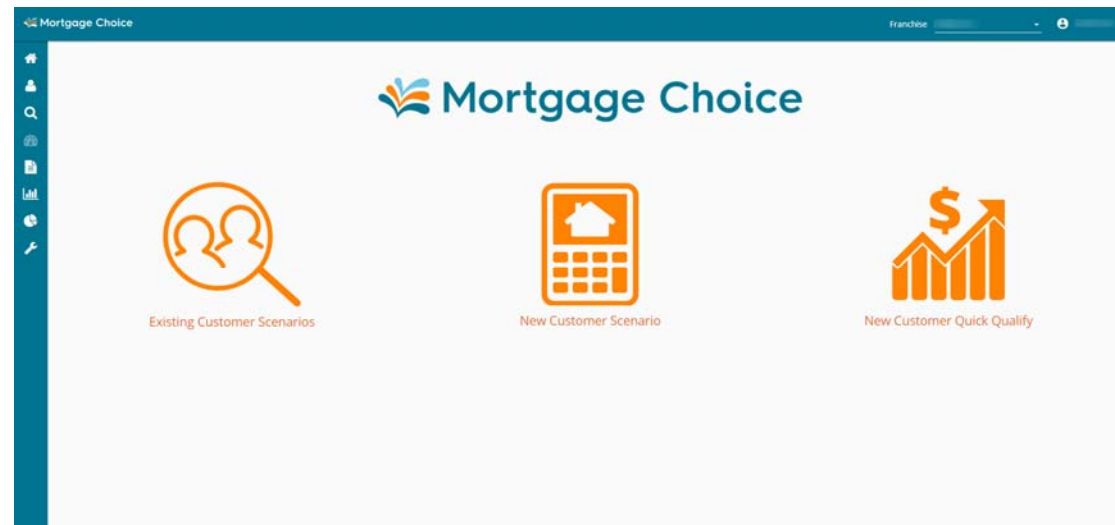 Mortgage Choice
Franchise
Mortgage Choice
$
Existing Customer Scenarios
New Customer Scenario
New Customer Quick Qualify